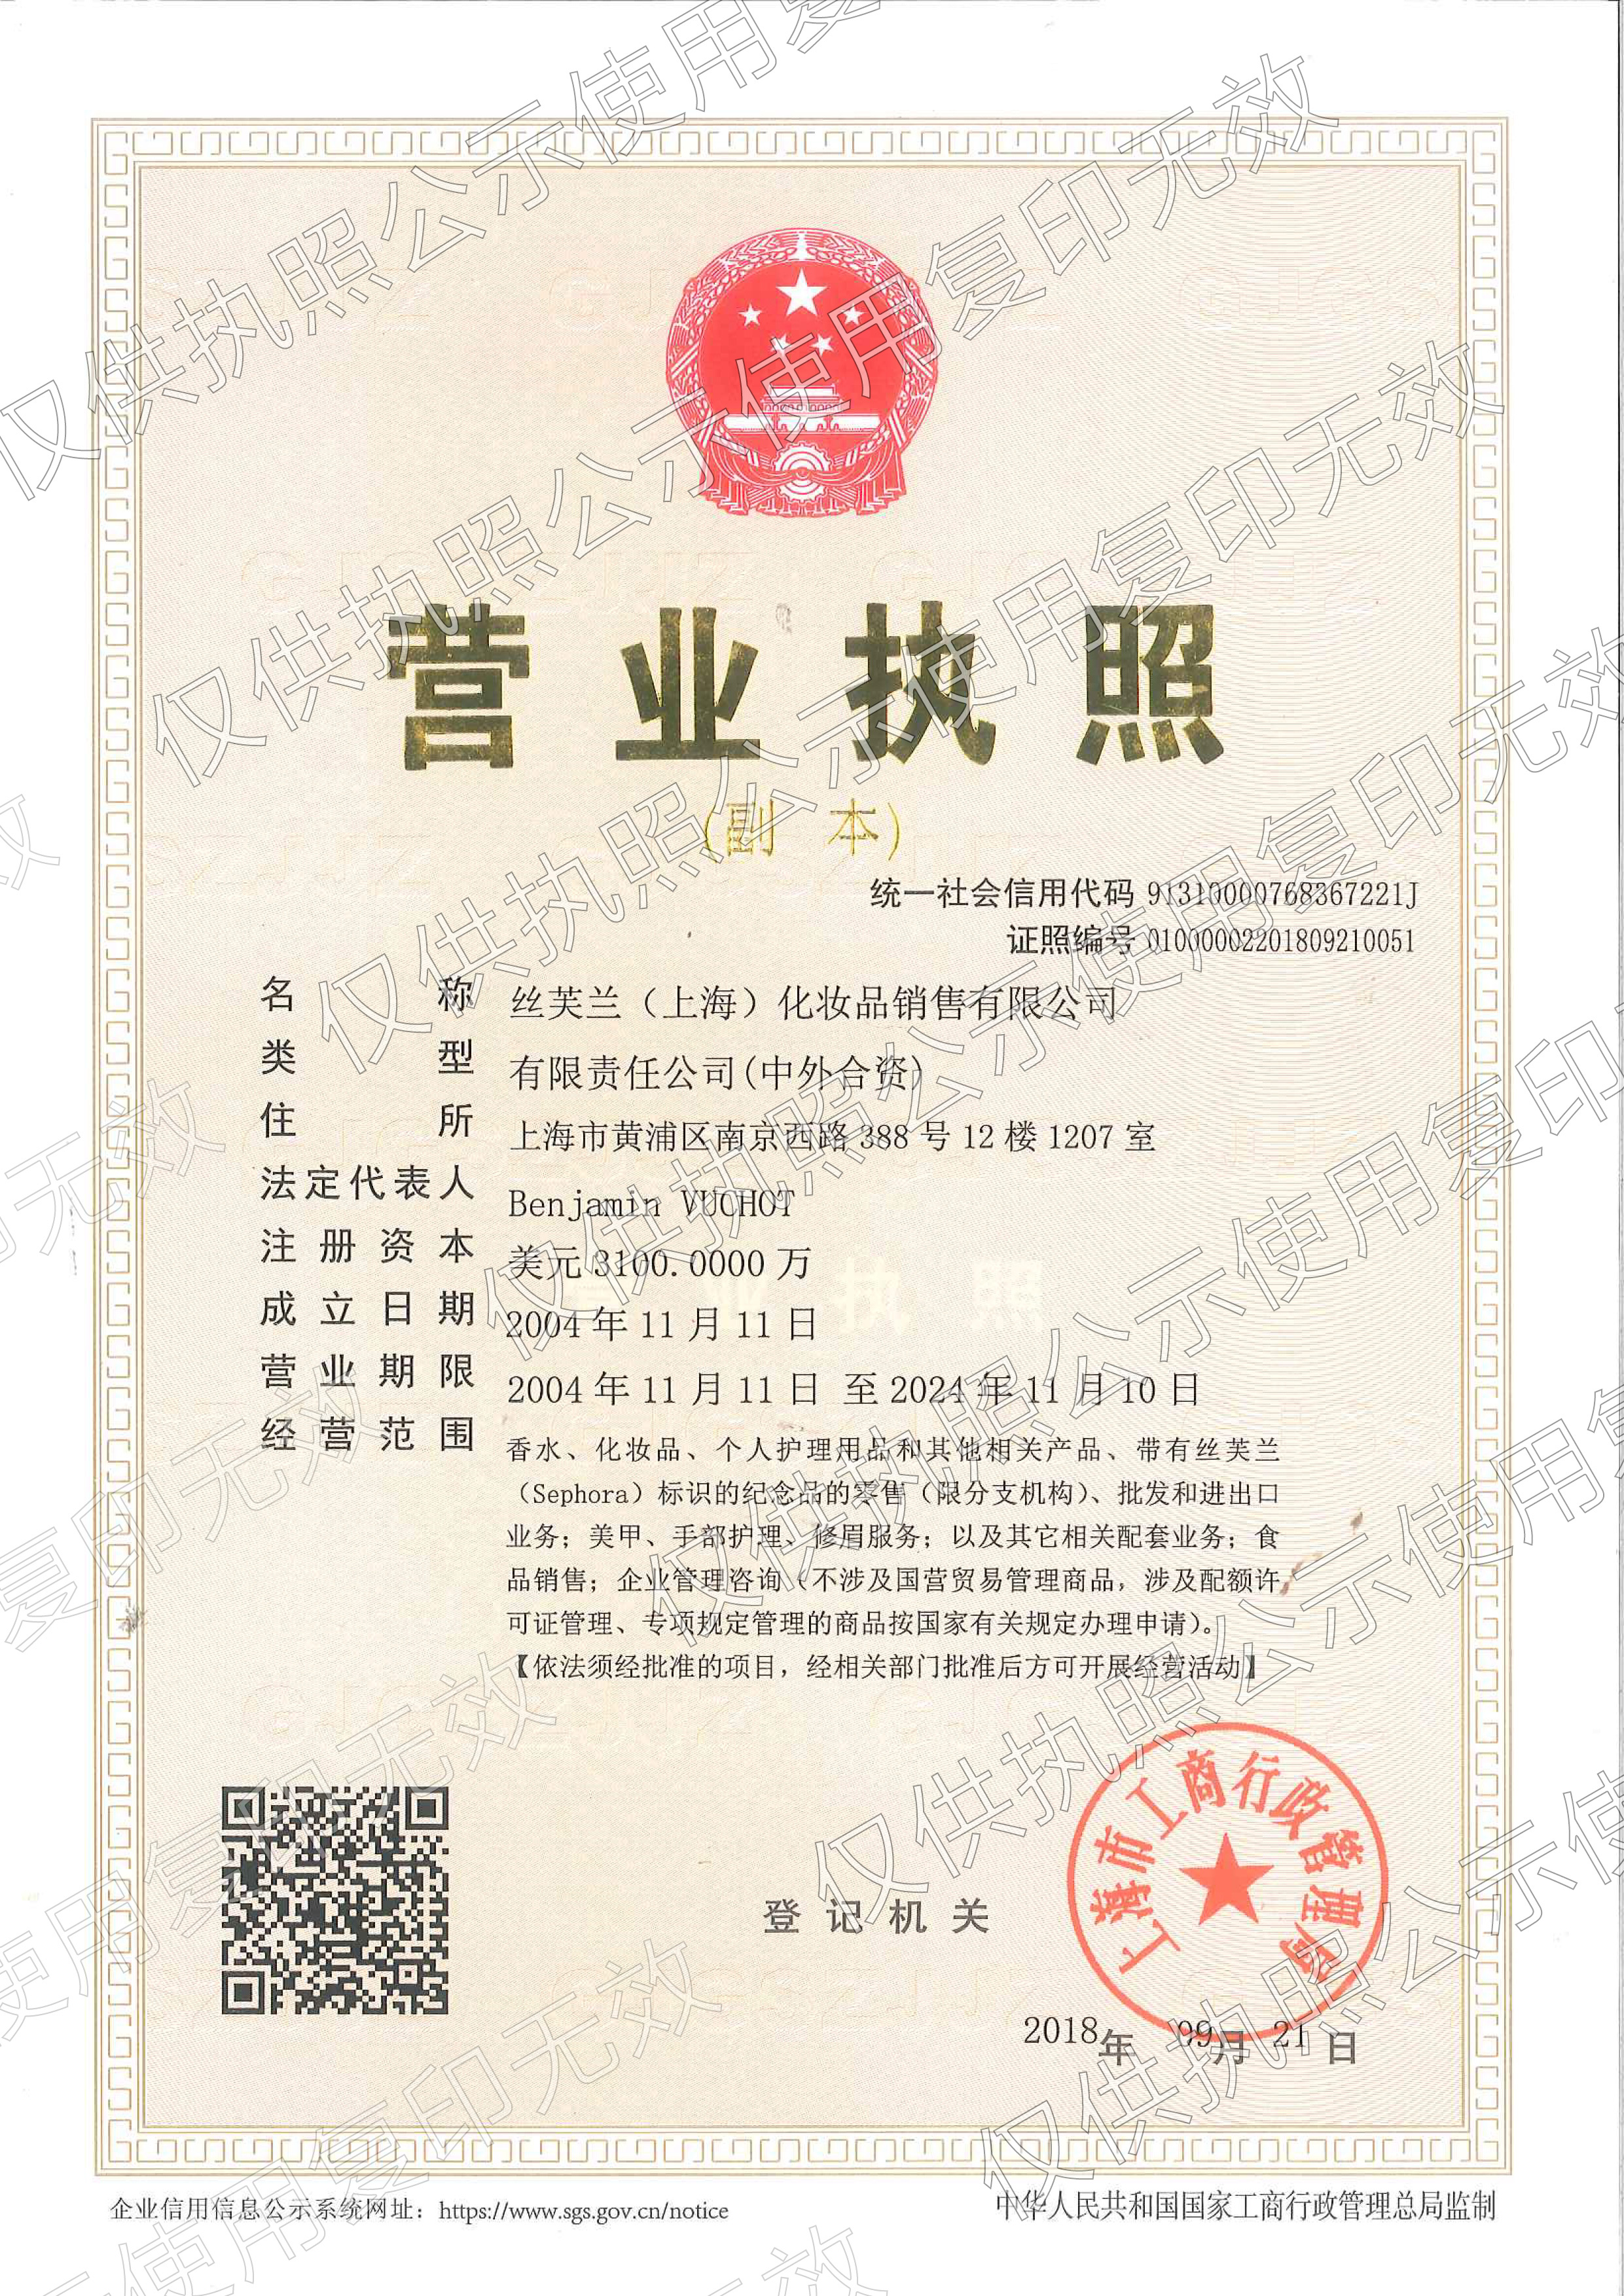 营业执照
(副 本)
统一社会信用代码 91310000768367221J
证照编号 01000002201809210051
名 称 丝芙兰（上海）化妆品销售有限公司
类 型 有限责任公司(中外合资)
住 所 上海市黄浦区南京西路 388 号 12 楼 1207 室
法定代表人 Benjamin VUCHOT
注册资本 美元 3100.0000 万
成立日期 2004 年 11 月 11 日
营业期限 2004 年 11 月 11 日 至 2024 年 11 月 10 日
经营范围 香水、化妆品、个人护理用品和其他相关产品、带有丝芙兰
（Sephora）标识的纪念品的零售（限分支机构）、批发和进出口
业务；美甲、手部护理、修眉服务；以及其它相关配套业务；食
品销售；企业管理咨询（不涉及国营贸易管理商品，涉及配额许
可证管理、专项规定管理的商品按国家有关规定办理申请）。
【依法须经批准的项目，经相关部门批准后方可开展经营活动】
上海市工商行政管理局
登记机关
2018 年 09 月 21 日
企业信用信息公示系统网址：https://www.sgs.gov.cn/notice
中华人民共和国国家工商行政管理总局监制
仅供执照公示使用复印无效